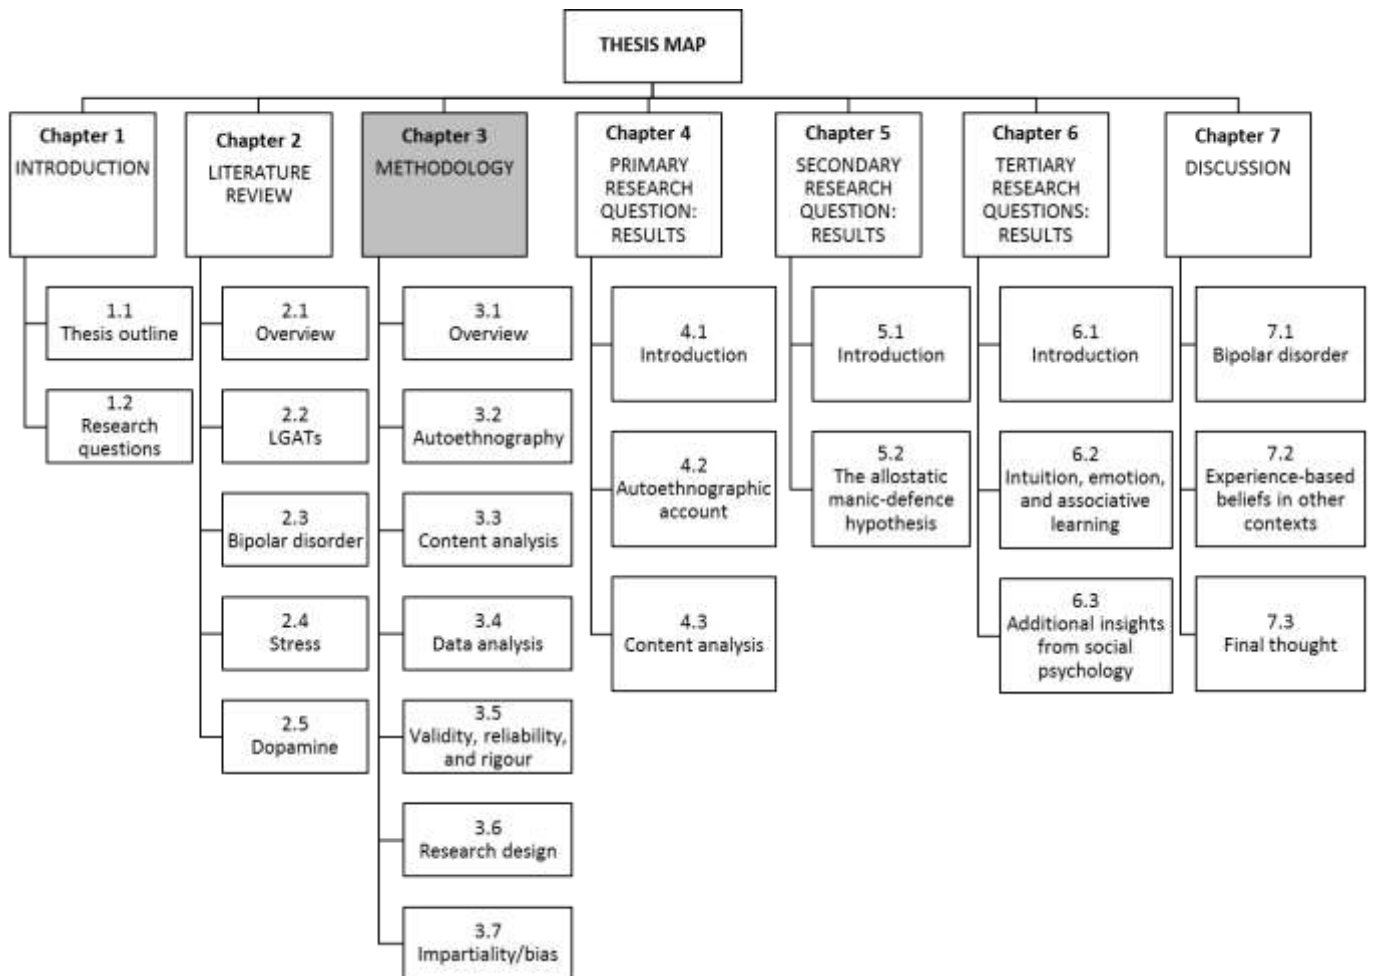 THESIS MAP
Chapter 1
INTRODUCTION
1.1
Thesis outline
1.2
Research
questions
Chapter 2
LITERATURE
REVIEW
2.1
Overview
2.2
LGATs
2.3
Bipolar disorder
2.4
Stress
2.5
Dopamine
Chapter 3
METHODOLOGY
3.1
Overview
3.2
Autoethnography
3.3
Content analysis
3.4
Data analysis
3.5
Validity, reliability,
and rigour
3.6
Research design
3.7
Impartiality/bias
Chapter 4
PRIMARY
RESEARCH
QUESTION:
RESULTS
4.1
Introduction
4.2
Autoethnographic
account
4.3
Content analysis
Chapter 5
SECONDARY
RESEARCH
QUESTION:
RESULTS
5.1
Introduction
5.2
The allostatic
manic-defence
hypothesis
Chapter 6
TERTIARY
RESEARCH
QUESTIONS:
RESULTS
6.1
Introduction
6.2
Intuition, emotion,
and associative
learning
6.3
Additional insights
from social
psychology
Chapter 7
DISCUSSION
7.1
Bipolar disorder
7.2
Experience-based
beliefs in other
contexts
7.3
Final thought